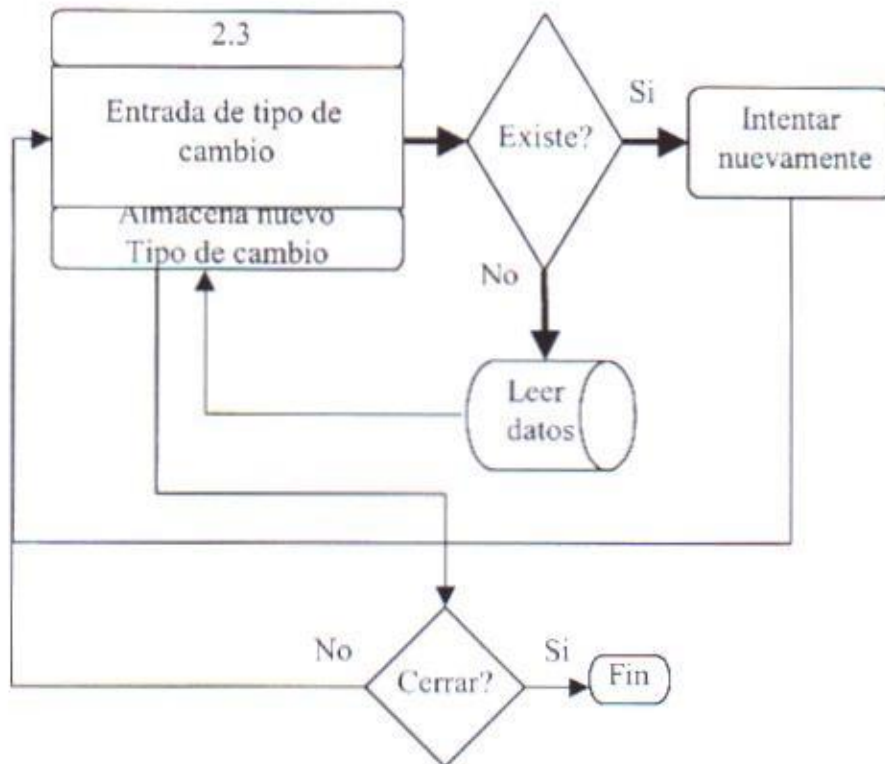 2.3
Entrada de tipo de
cambio
Almacena nuevo
Tipo de cambio
Existe?
Si
Intentar
nuevamente
No
Leer
datos
No
Cerrar?
Si
Fin